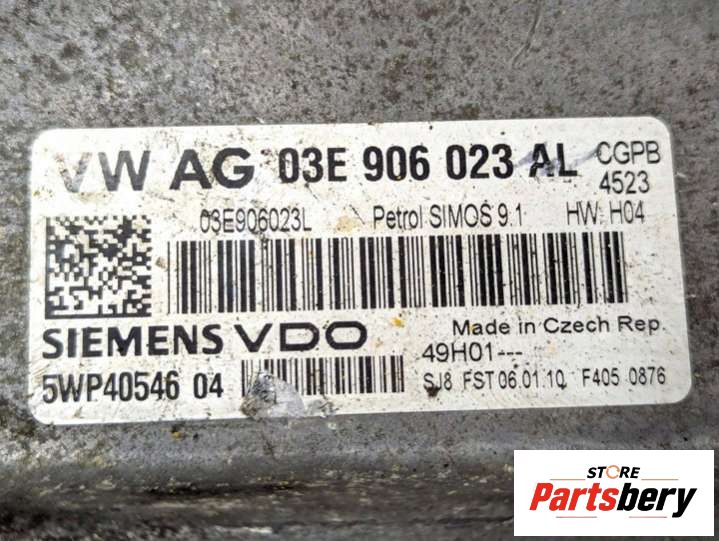 VW AG 03E 906 023 AL CGPB
4523
03E906023L Petrol SIMOS 9.1 HW: H04
SIEMENS VDO Made in Czech Rep.
49H01---
5WP40546 04 SJ8 FST 06.01.10 F405 0876
STORE
Partsbery